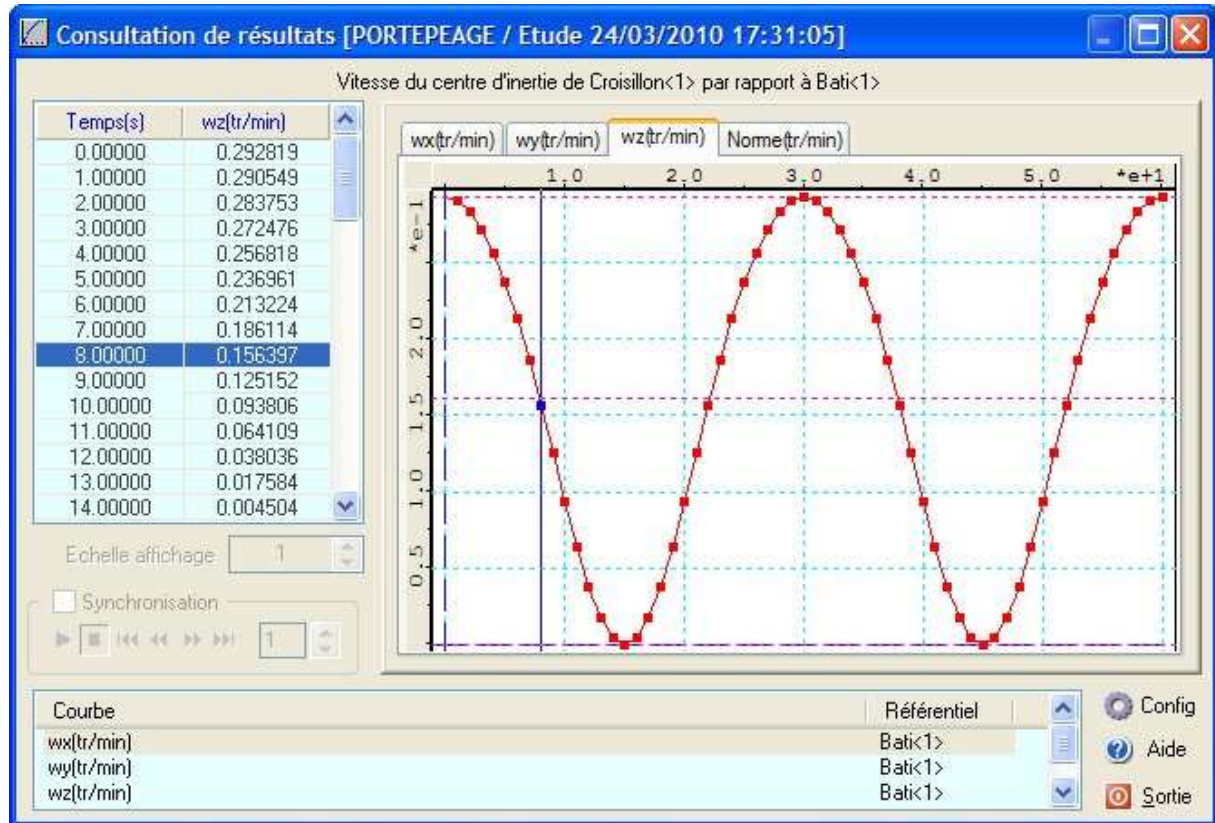 Consultation de résultats [PORTEPEAGE / Etude 24/03/2010 17:31:05]
Vitesse du centre d'inertie de Croisillon<1> par rapport à Bati<1>
Temps(s) wz(tr/min)
0.00000 0.292819
1.00000 0.290549
2.00000 0.283753
3.00000 0.272476
4.00000 0.256818
5.00000 0.236961
6.00000 0.213224
7.00000 0.186114
8.00000 0.156397
9.00000 0.125152
10.00000 0.093806
11.00000 0.064109
12.00000 0.038036
13.00000 0.017584
14.00000 0.004504
Echelle affichage 1
Synchronisation
1
wx(tr/min) wy(tr/min) wz(tr/min) Norme(tr/min)
1.0 2.0 3.0 4.0 5.0 *e+1
*e-1
2.0
1.5
1.0
0.5
Courbe Référentiel
wx(tr/min) Bati<1>
wy(tr/min) Bati<1>
wz(tr/min) Bati<1>
Config
Aide
Sortie